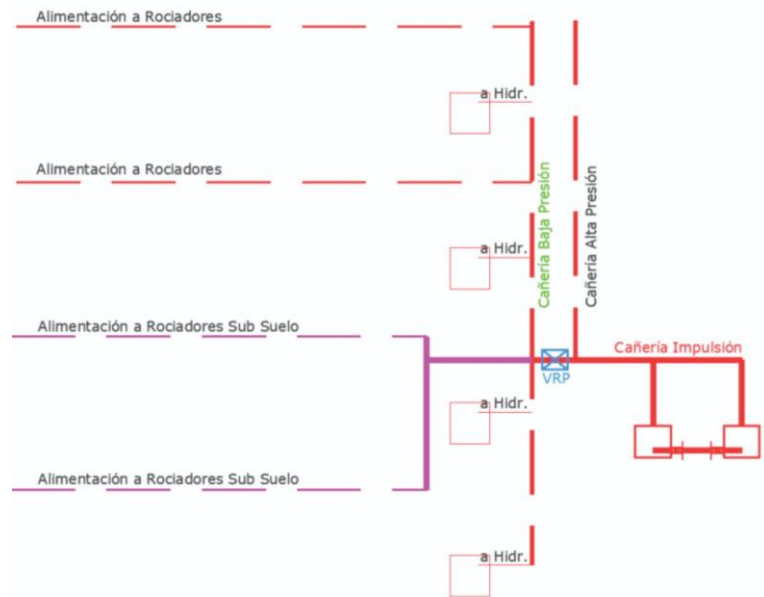 Alimentación a Rociadores
a Hidr.
Alimentación a Rociadores
Cañería Baja Presión
Cañería Alta Presión
a Hidr.
Alimentación a Rociadores Sub Suelo
Cañería Impulsión
VRP
a Hidr.
Alimentación a Rociadores Sub Suelo
a Hidr.